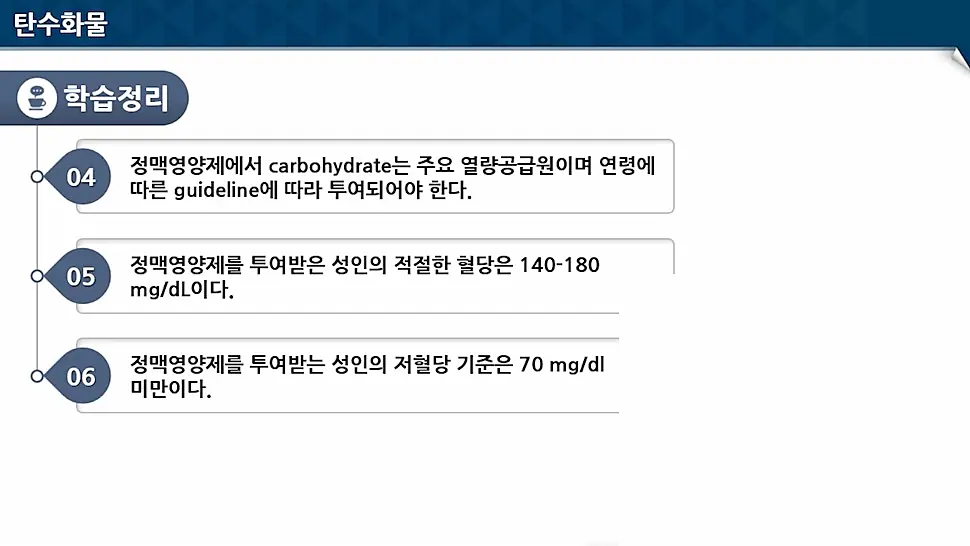 탄수화물
학습정리
04
정맥영양제에서 carbohydrate는 주요 열량공급원이며 연령에
따른 guideline에 따라 투여되어야 한다.
05
정맥영양제를 투여받은 성인의 적절한 혈당은 140-180
mg/dL이다.
06
정맥영양제를 투여받는 성인의 저혈당 기준은 70 mg/dl
미만이다.